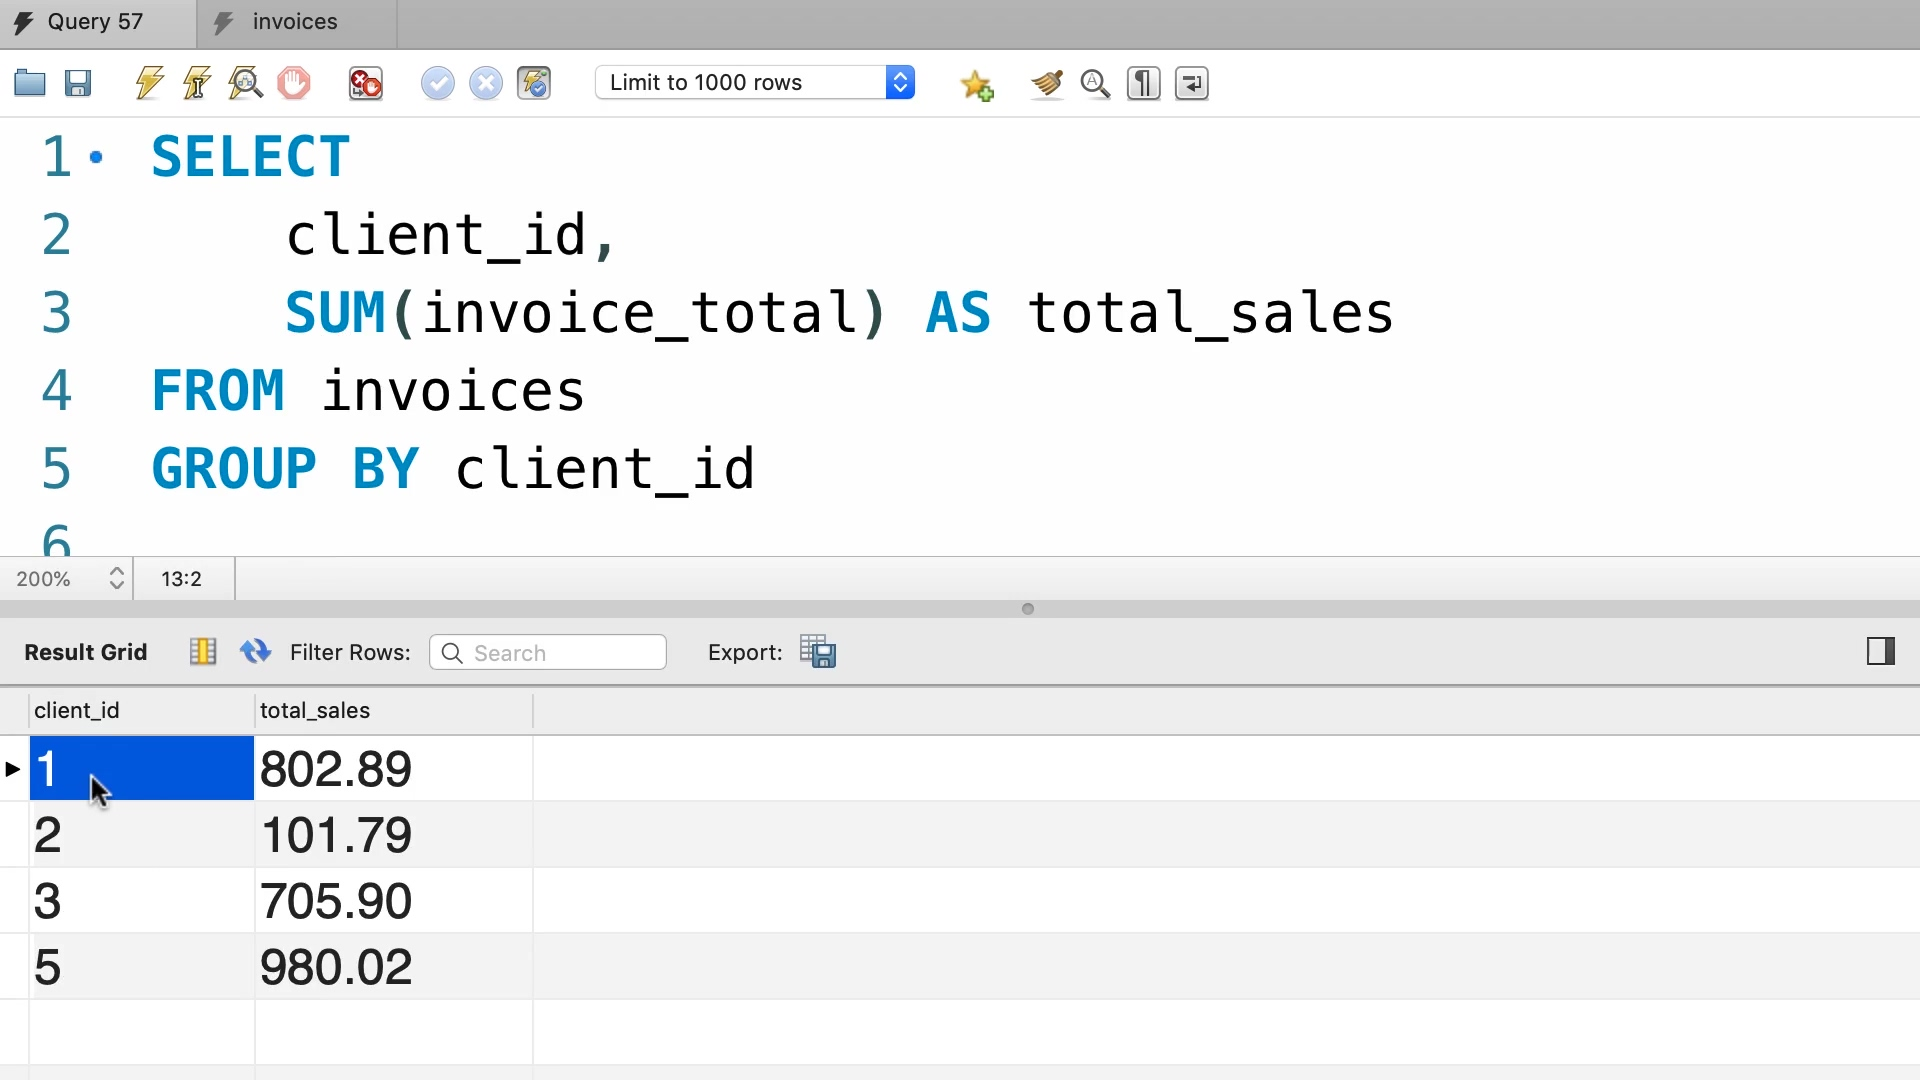 Query 57 invoices
Limit to 1000 rows
1 SELECT
2 client_id,
3 SUM(invoice_total) AS total_sales
4 FROM invoices
5 GROUP BY client_id
6
200% 13:2
Result Grid Filter Rows: Search Export:
client_id total_sales
1 802.89
2 101.79
3 705.90
5 980.02